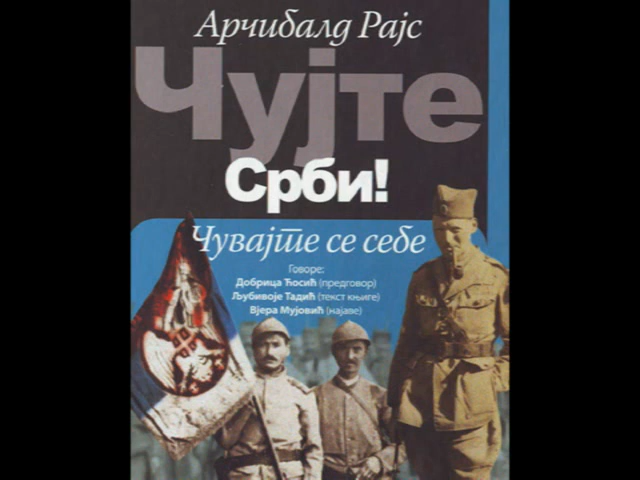 Арчибалд Рајс
Чујте
Срби!
Чувајте се себе
Говоре:
Добрица Ћосић (предговор)
Љубивоје Тадић (текст књиге)
Вјера Мујовић (најаве)